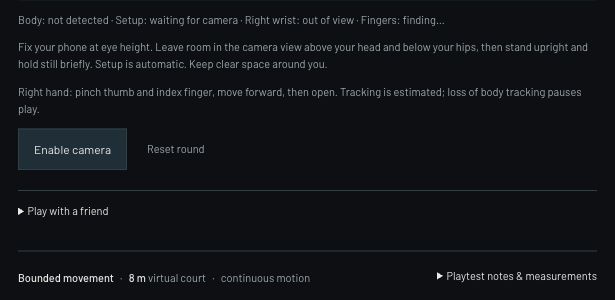 Body: not detected · Setup: waiting for camera · Right wrist: out of view · Fingers: finding...
Fix your phone at eye height. Leave room in the camera view above your head and below your hips, then stand upright and
hold still briefly. Setup is automatic. Keep clear space around you.
Right hand: pinch thumb and index finger, move forward, then open. Tracking is estimated; loss of body tracking pauses
play.
Enable camera Reset round
Play with a friend
Bounded movement · 8 m virtual court · continuous motion Playtest notes & measurements